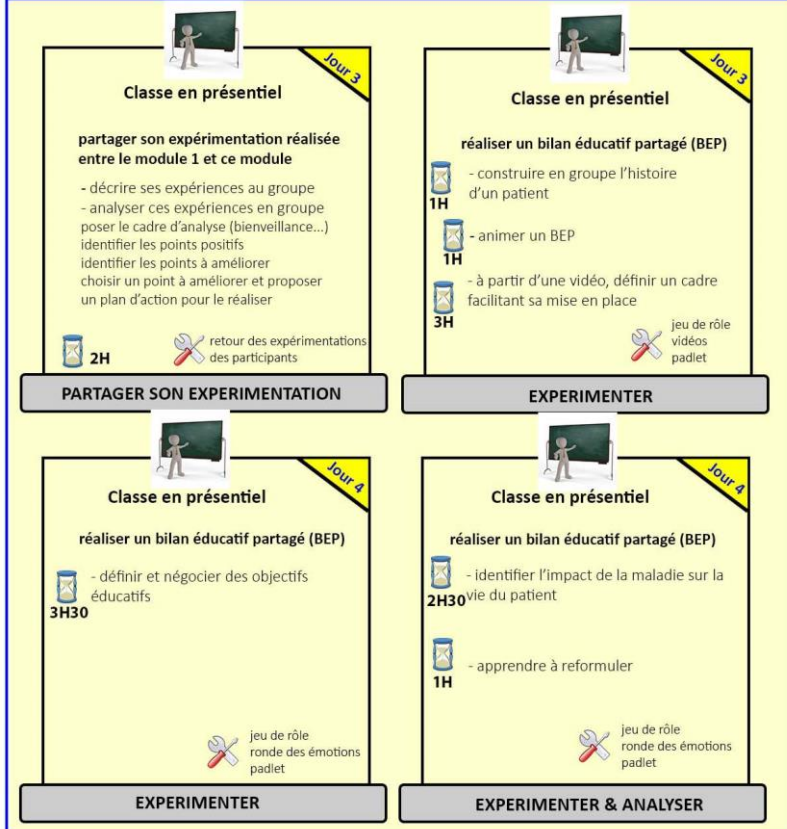 Jour 3
Classe en présentiel
partager son expérimentation réalisée
entre le module 1 et ce module
- décrire ses expériences au groupe
- analyser ces expériences en groupe
poser le cadre d'analyse (bienveillance...)
identifier les points positifs
identifier les points à améliorer
choisir un point à améliorer et proposer
un plan d'action pour le réaliser
2H
retour des expérimentations
des participants
PARTAGER SON EXPERIMENTATION
Jour 3
Classe en présentiel
réaliser un bilan éducatif partagé (BEP)
- construire en groupe l'histoire
d'un patient
1H
- animer un BEP
1H
- à partir d'une vidéo, définir un cadre
facilitant sa mise en place
3H
jeu de rôle
vidéos
padlet
EXPERIMENTER
Jour 4
Classe en présentiel
réaliser un bilan éducatif partagé (BEP)
- définir et négocier des objectifs
éducatifs
3H30
jeu de rôle
ronde des émotions
padlet
EXPERIMENTER
Jour 4
Classe en présentiel
réaliser un bilan éducatif partagé (BEP)
- identifier l'impact de la maladie sur la
vie du patient
2H30
- apprendre à reformuler
1H
jeu de rôle
ronde des émotions
padlet
EXPERIMENTER & ANALYSER